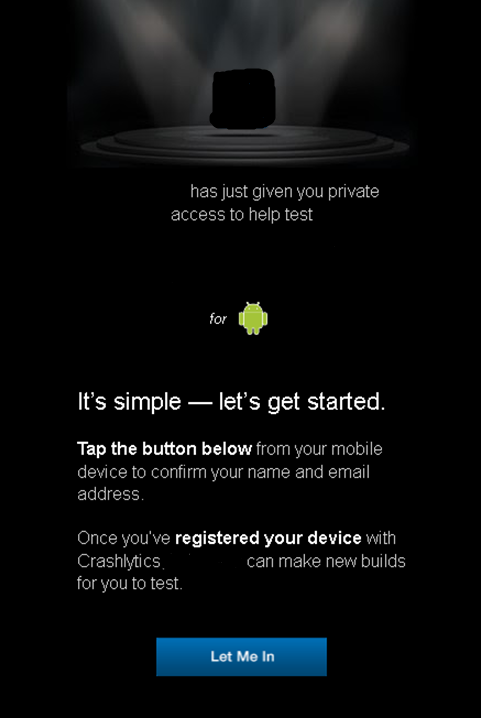 has just given you private
access to help test
for
It's simple — let's get started.
Tap the button below from your mobile
device to confirm your name and email
address.
Once you've registered your device with
Crashlytics, can make new builds
for you to test.
Let Me In